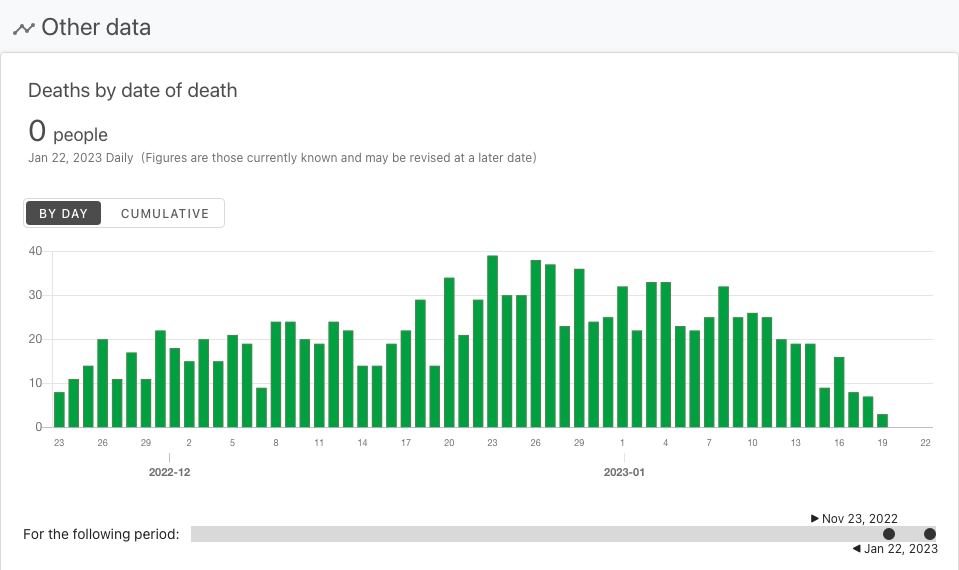 Other data
Deaths by date of death
0 people
Jan 22, 2023 Daily (Figures are those currently known and may be revised at a later date)
BY DAY CUMULATIVE
40
30
20
10
0
23 26 29 2 5 8 11 14 17 20 23 26 29 1 4 7 10 13 16 19 22
2022-12 2023-01
▶ Nov 23, 2022
For the following period:
◀ Jan 22, 2023